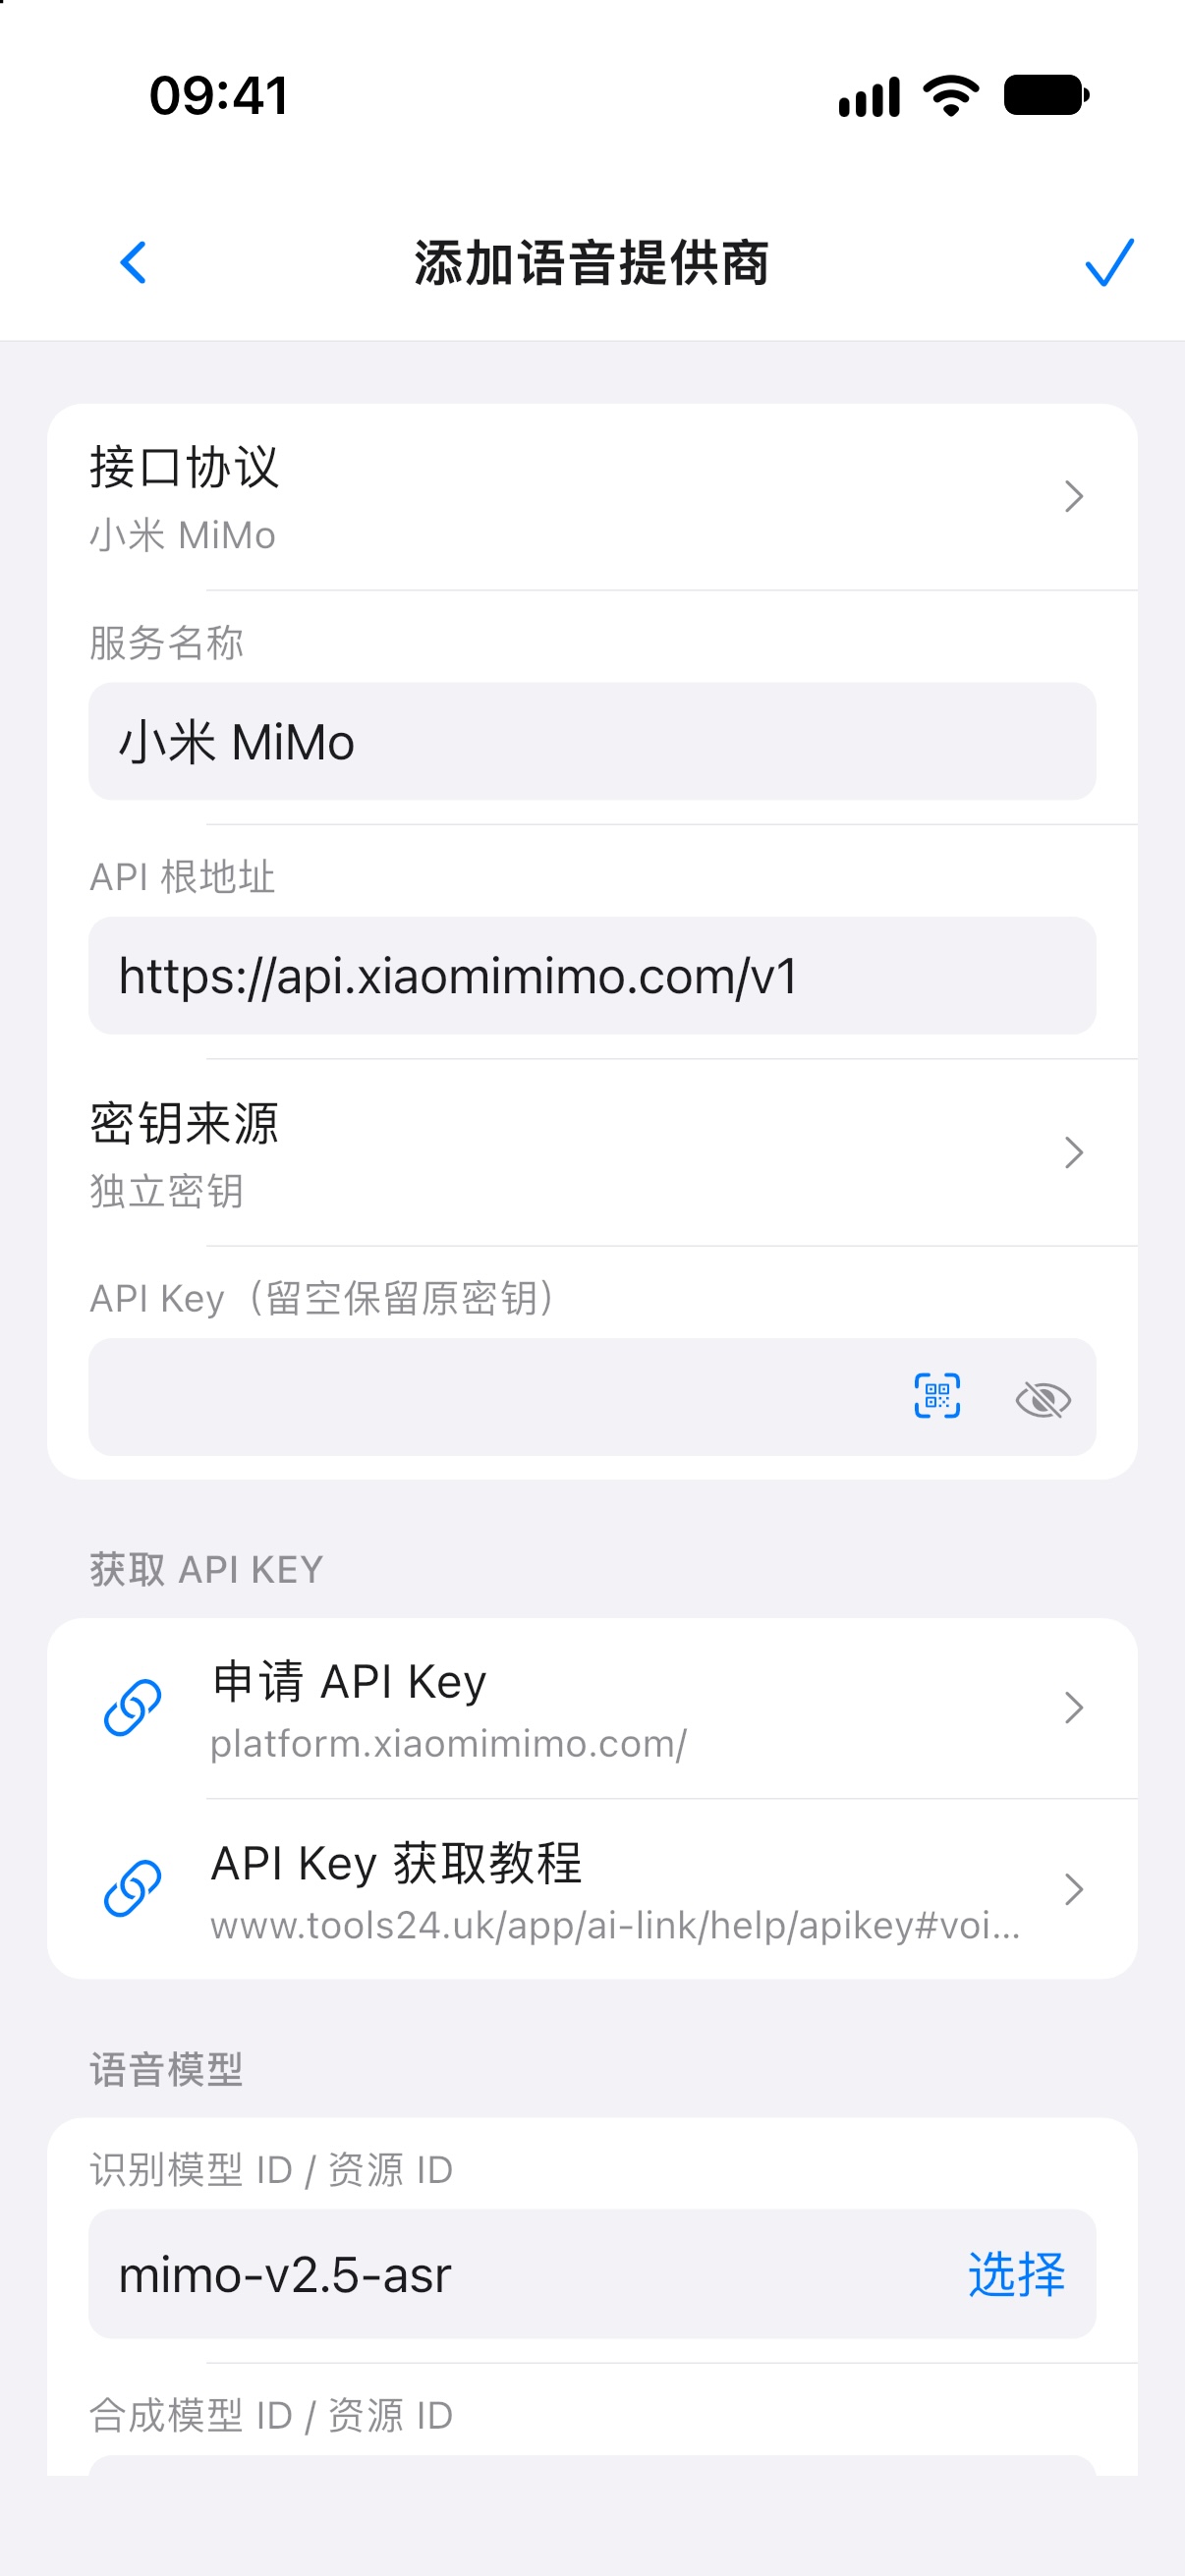 09:41
添加语音提供商
接口协议
小米 MiMo
服务名称
小米 MiMo
API 根地址
https://api.xiaomimimo.com/v1
密钥来源
独立密钥
API Key（留空保留原密钥）
获取 API KEY
申请 API Key
platform.xiaomimimo.com/
API Key 获取教程
www.tools24.uk/app/ai-link/help/apikey#voi...
语音模型
识别模型 ID / 资源 ID
mimo-v2.5-asr
选择
合成模型 ID / 资源 ID